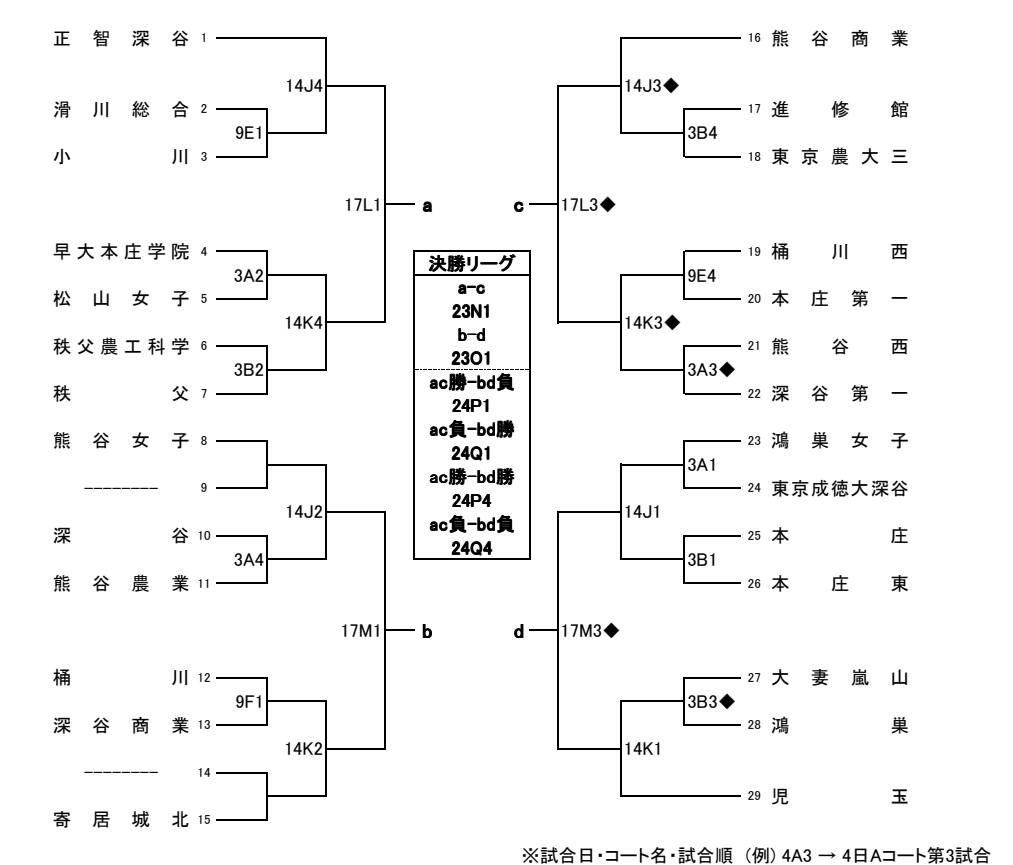 正智深谷 1
14J4
滑川総合 2
9E1
小川 3
17L1
a
早大本庄学院 4
3A2
松山女子 5
14K4
秩父農工科学 6
3B2
秩父 7
熊谷女子 8
-------- 9
14J2
深谷 10
3A4
熊谷農業 11
17M1
b
桶川 12
9F1
深谷商業 13
14K2
-------- 14
寄居城北 15
決勝リーグ
a-c
23N1
b-d
23O1
ac勝-bd負
24P1
ac負-bd勝
24Q1
ac勝-bd勝
24P4
ac負-bd負
24Q4
16 熊谷商業
14J3◆
17 進修館
3B4
18 東京農大三
c
17L3◆
19 桶川西
9E4
20 本庄第一
14K3◆
21 熊谷西
3A3◆
22 深谷第一
23 鴻巣女子
3A1
24 東京成徳大深谷
14J1
25 本庄
3B1
26 本庄東
d
17M3◆
27 大妻嵐山
3B3◆
28 鴻巣
14K1
29 児玉
※試合日・コート名・試合順 (例) 4A3 → 4日Aコート第3試合